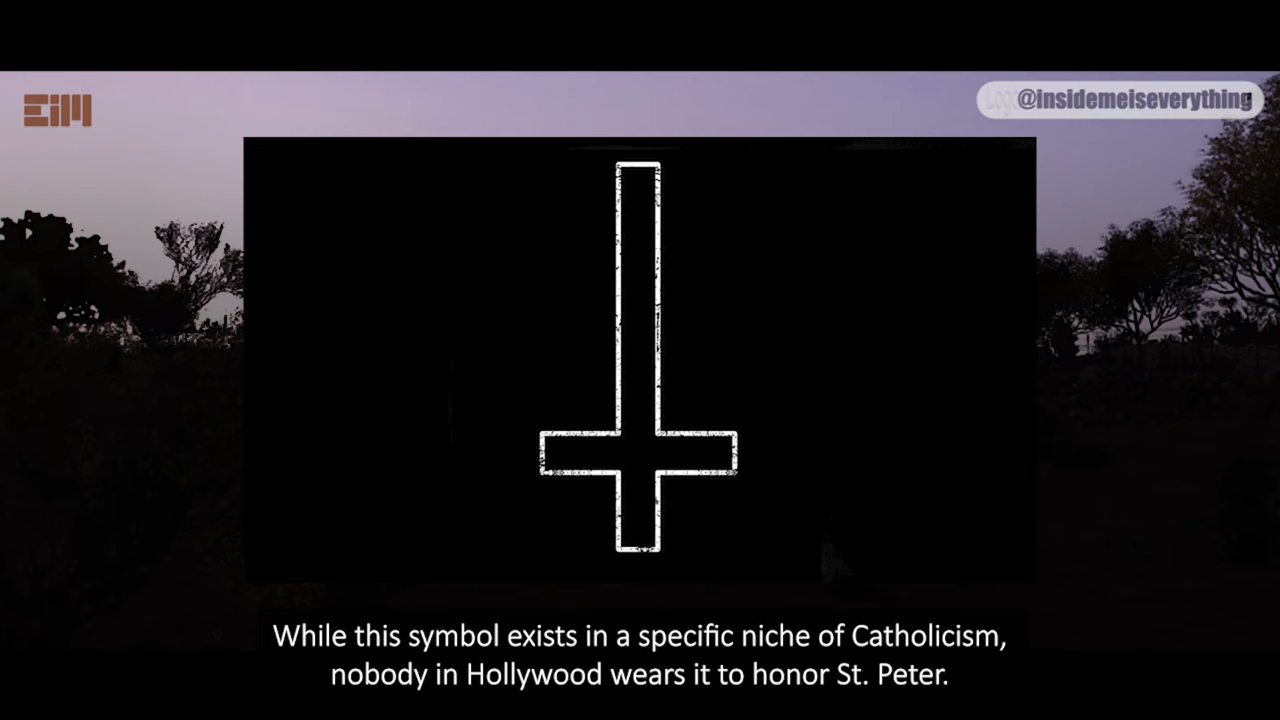 EiM
@insidemeiseverything
While this symbol exists in a specific niche of Catholicism,
nobody in Hollywood wears it to honor St. Peter.